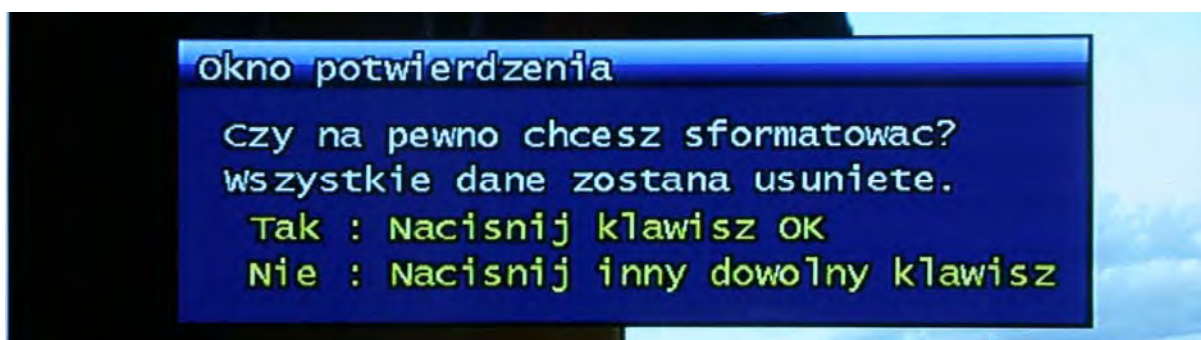 Okno potwierdzenia
Czy na pewno chcesz sformatowac?
Wszystkie dane zostana usuniete.
Tak : Nacisnij klawisz OK
Nie : Nacisnij inny dowolny klawisz